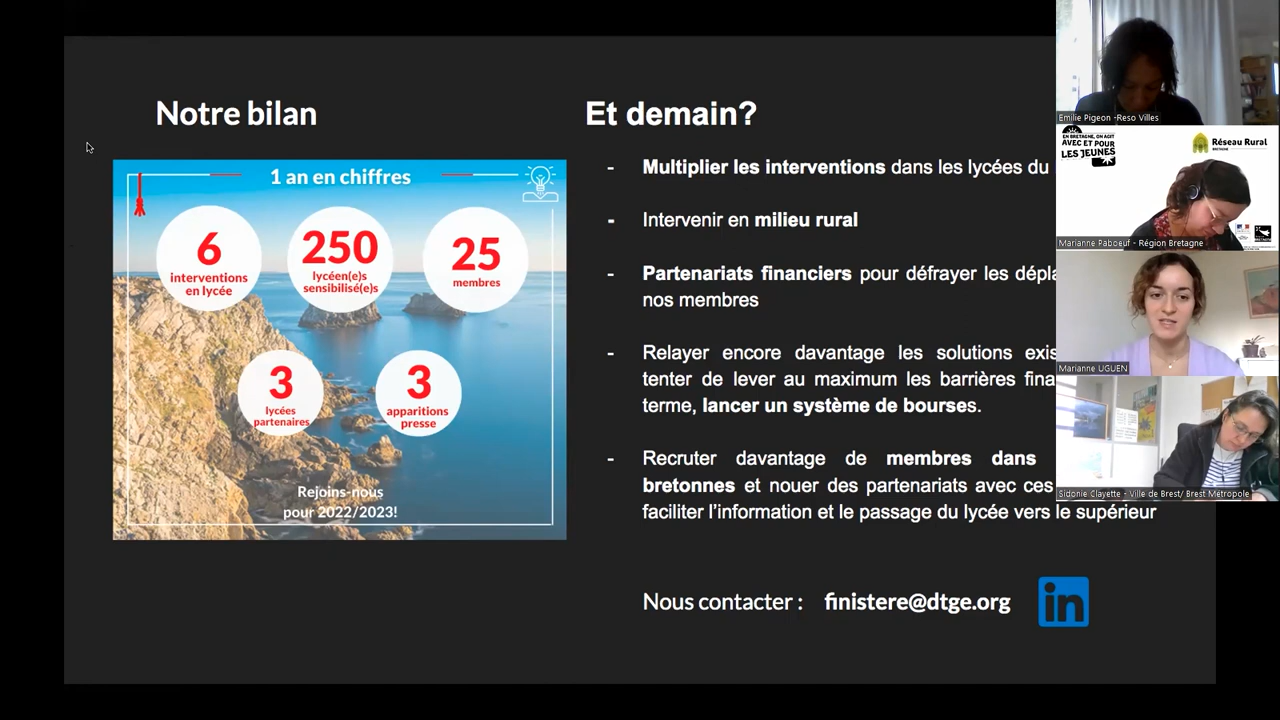 Notre bilan
1 an en chiffres
6
interventions
en lycée
250
lycéen(e)s
sensibilisé(e)s
25
membres
3
lycées
partenaires
3
apparitions
presse
Rejoins-nous
pour 2022/2023!
Et demain?
- Multiplier les interventions dans les lycées du
- Intervenir en milieu rural
- Partenariats financiers pour défrayer les dépla
nos membres
- Relayer encore davantage les solutions exis
tenter de lever au maximum les barrières fina
terme, lancer un système de bourses.
- Recruter davantage de membres dans
bretonnes et nouer des partenariats avec ces
faciliter l'information et le passage du lycée vers le supérieur
Nous contacter : finistere@dtge.org
in
Emilie Pigeon -Reso Villes
EN BRETAGNE, ON AGIT
AVEC ET POUR
LES JEUNES
Réseau Rural
BRETAGNE
Marianne Paboeuf - Région Bretagne
Marianne UGUEN
Sidonie Clayette - Ville de Brest/ Brest Métropole